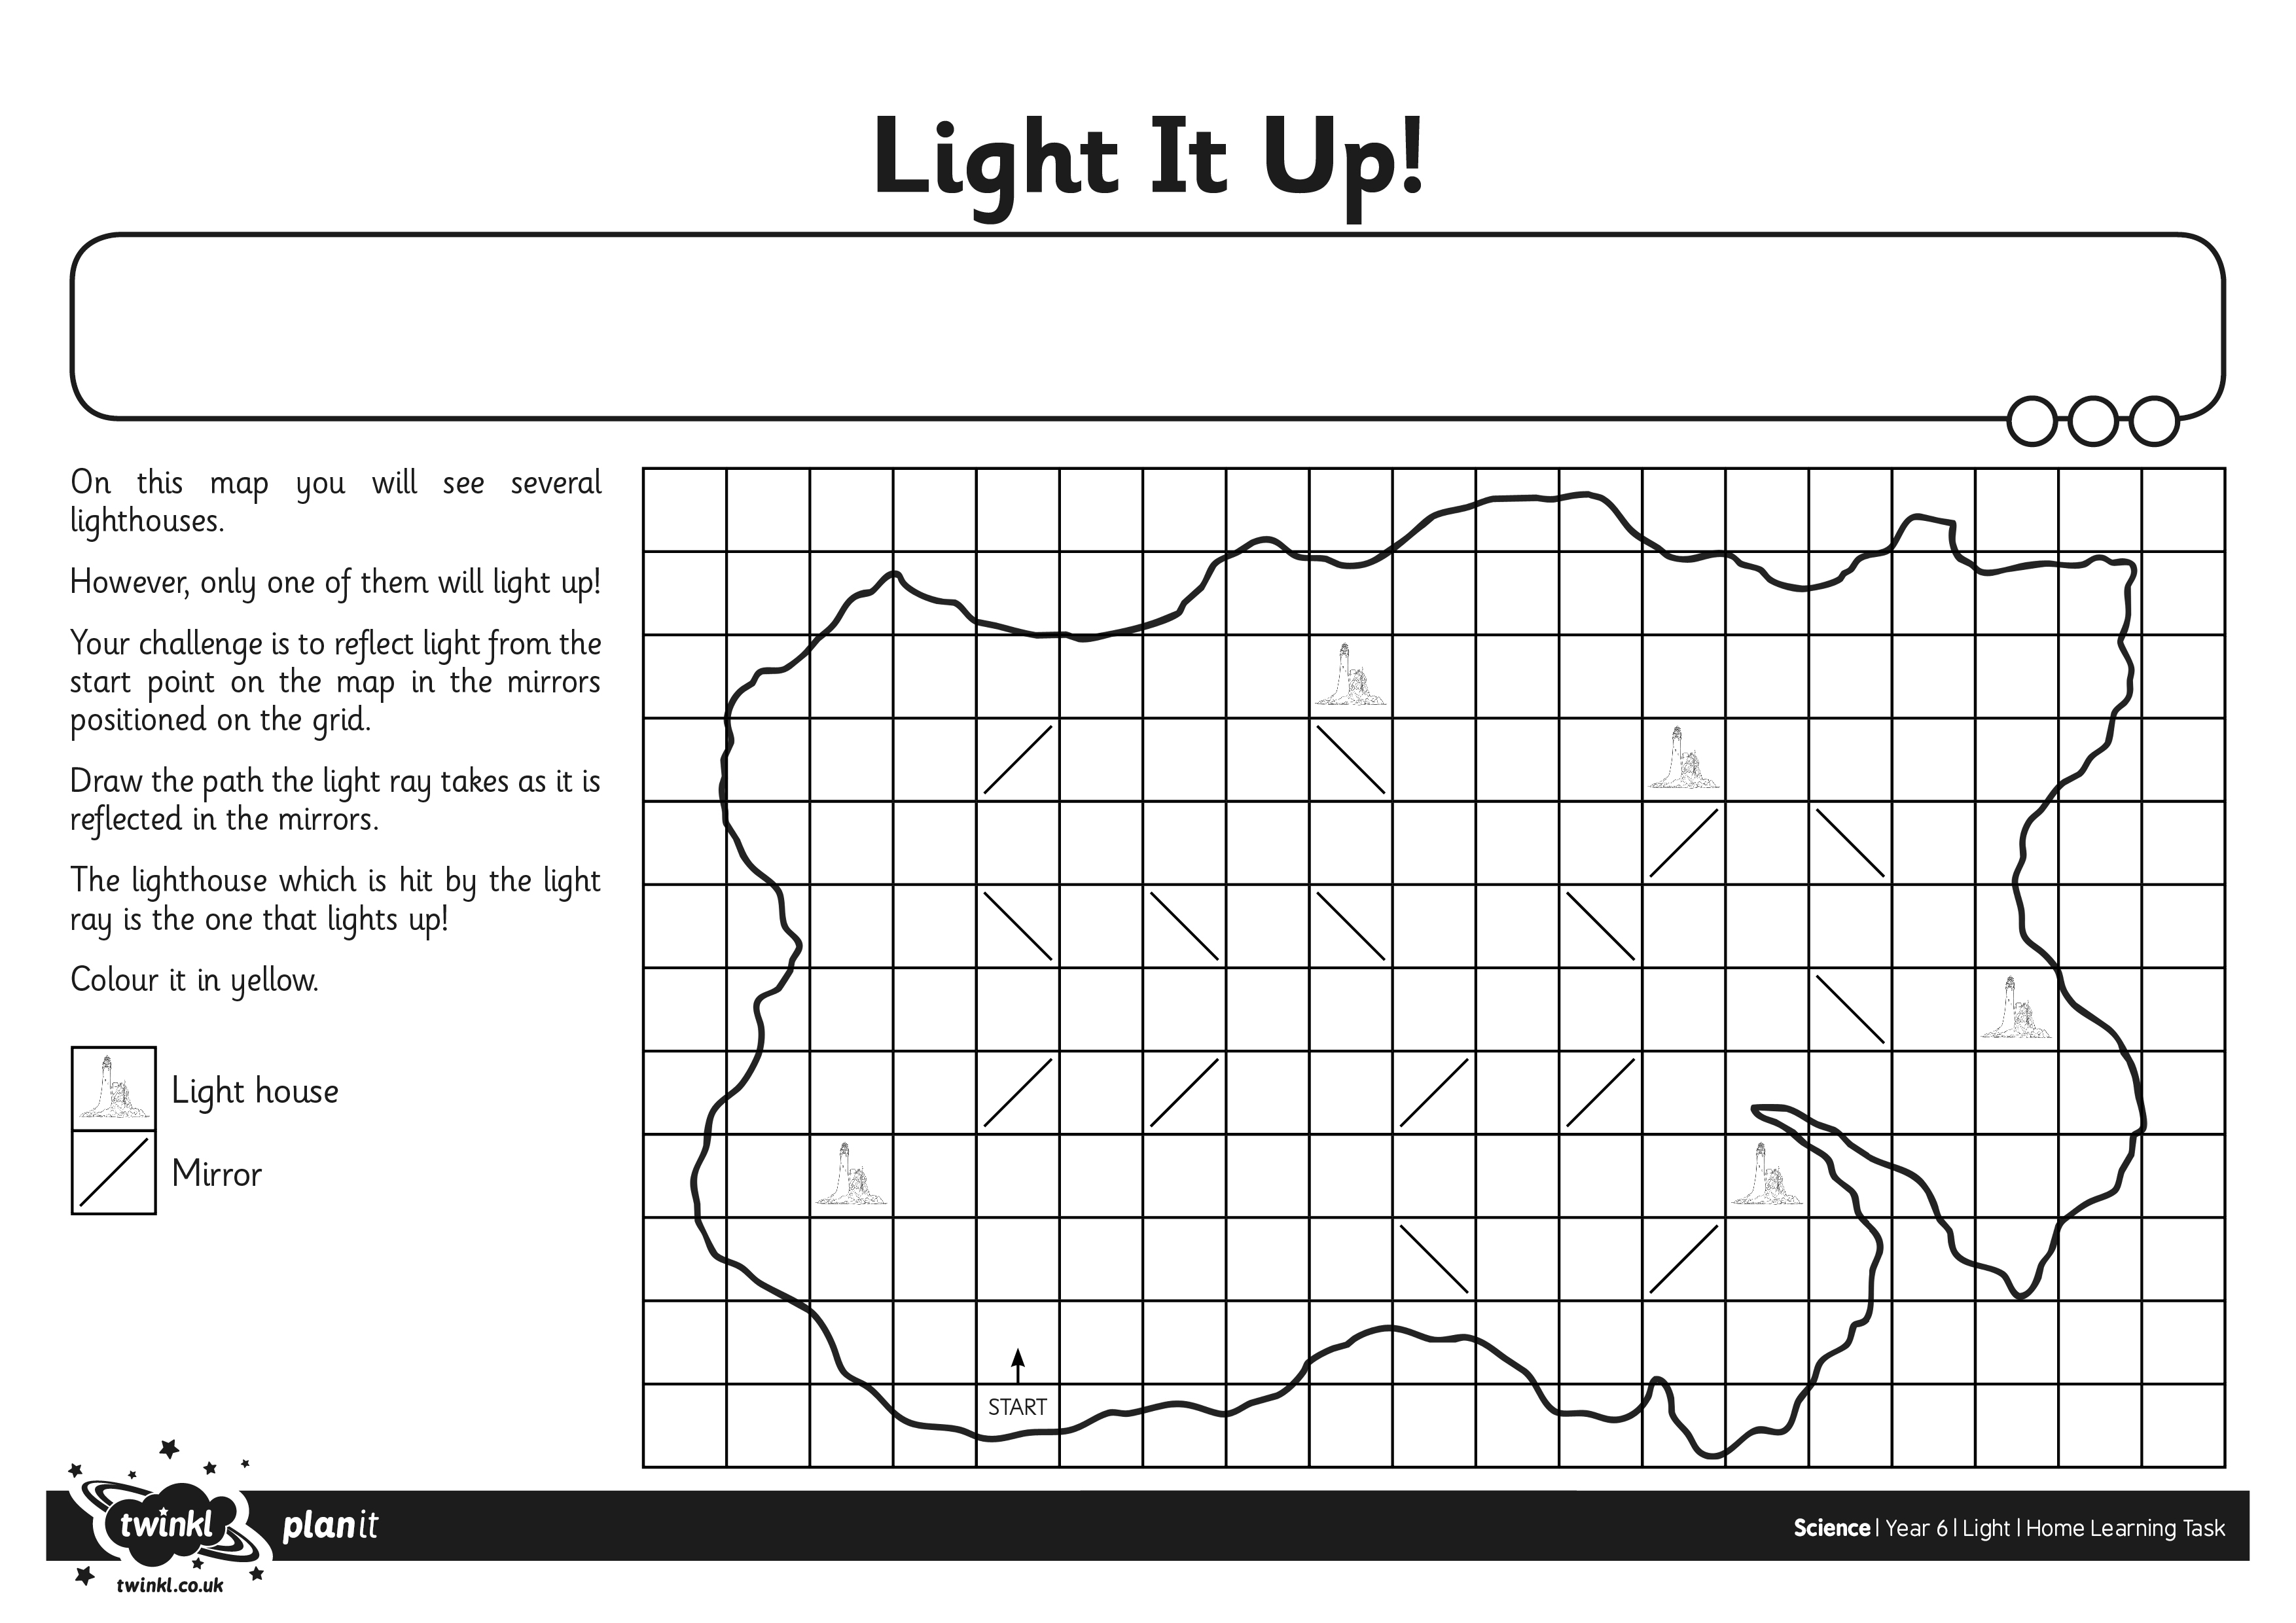 Light It Up!
On this map you will see several
lighthouses.
However, only one of them will light up!
Your challenge is to reflect light from the
start point on the map in the mirrors
positioned on the grid.
Draw the path the light ray takes as it is
reflected in the mirrors.
The lighthouse which is hit by the light
ray is the one that lights up!
Colour it in yellow.
Light house
Mirror
START
twinkl
planit
twinkl.co.uk
Science | Year 6 | Light | Home Learning Task